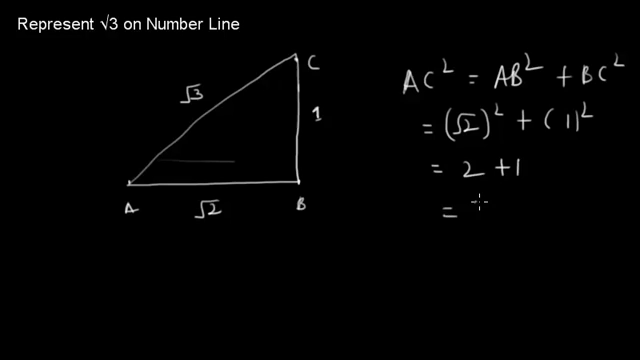 Represent √3 on Number Line
C
√3
1
A
√2
B
AC² = AB² + BC²
= (√2)² + (1)²
= 2 + 1
=